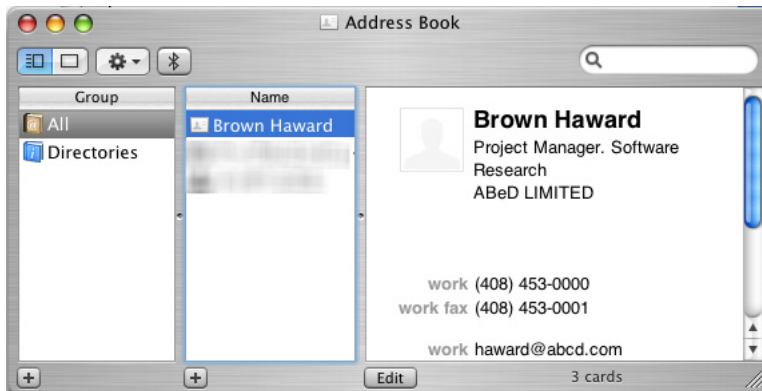 Address Book
Group
All
Directories
Name
Brown Haward
Brown Haward
Project Manager. Software
Research
ABeD LIMITED
work (408) 453-0000
work fax (408) 453-0001
work haward@abcd.com
Edit
3 cards